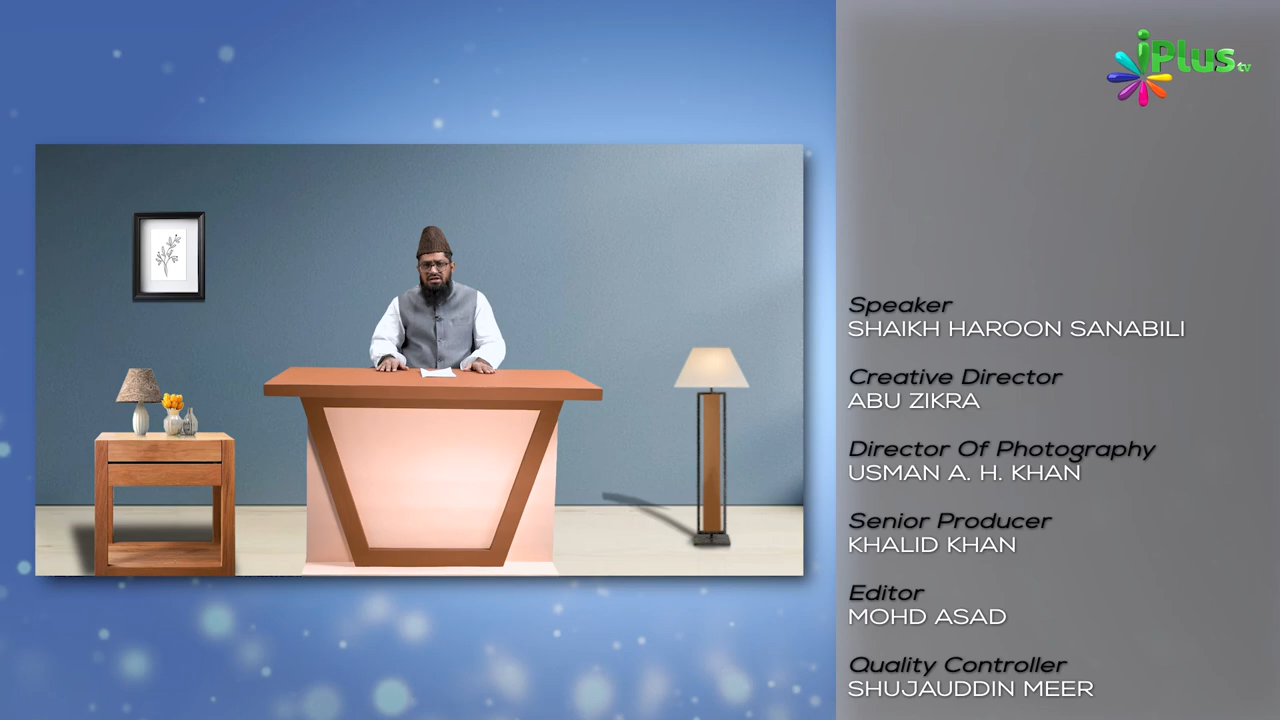 iPlus tv
Speaker
SHAIKH HAROON SANABILI
Creative Director
ABU ZIKRA
Director Of Photography
USMAN A. H. KHAN
Senior Producer
KHALID KHAN
Editor
MOHD ASAD
Quality Controller
SHUJAUDDIN MEER